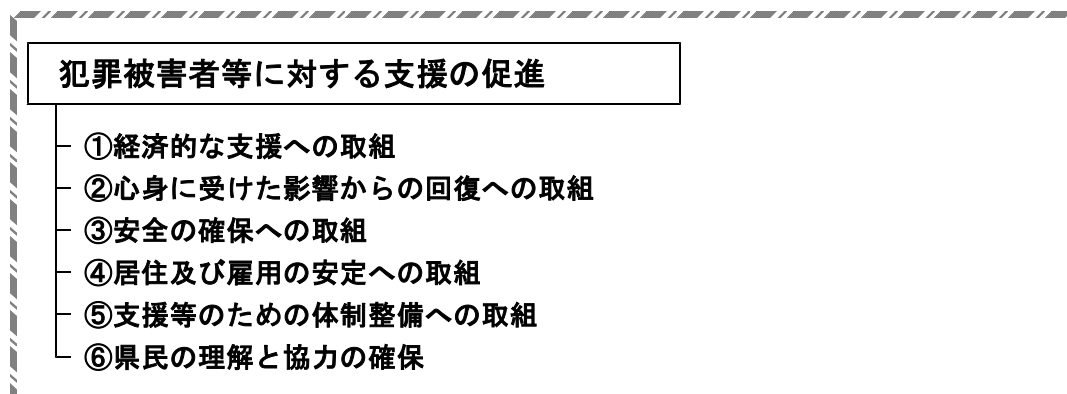 犯罪被害者等に対する支援の促進
①経済的な支援への取組
②心身に受けた影響からの回復への取組
③安全の確保への取組
④居住及び雇用の安定への取組
⑤支援等のための体制整備への取組
⑥県民の理解と協力の確保